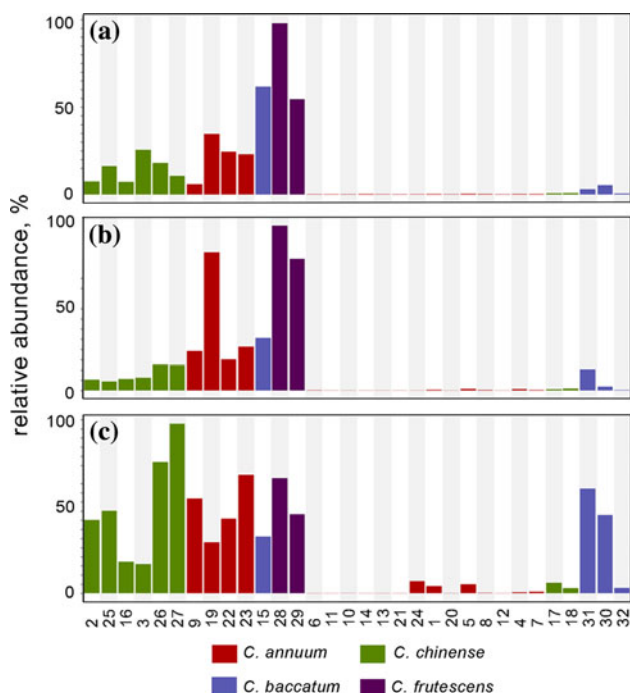 relative abundance, %
(a)
100
50
0
(b)
100
50
0
(c)
100
50
0
2 25 16 3 26 27 9 19 22 23 15 28 29 6 11 10 14 13 21 24 1 20 5 8 12 4 7 17 18 31 30 32
C. annuum C. chinense
C. baccatum C. frutescens